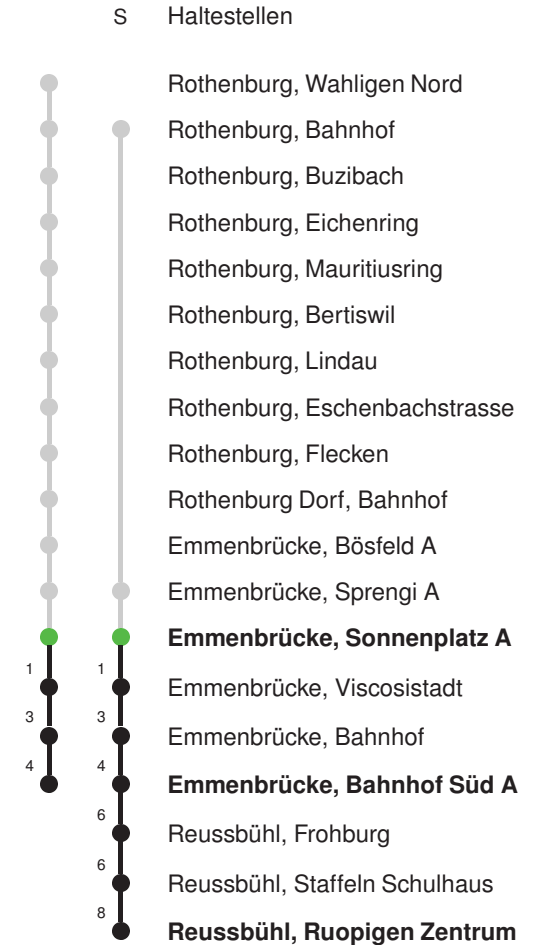 S Haltestellen
Rothenburg, Wahligen Nord
Rothenburg, Bahnhof
Rothenburg, Buzibach
Rothenburg, Eichenring
Rothenburg, Mauritiusring
Rothenburg, Bertiswil
Rothenburg, Lindau
Rothenburg, Eschenbachstrasse
Rothenburg, Flecken
Rothenburg Dorf, Bahnhof
Emmenbrücke, Bösfeld A
Emmenbrücke, Sprengi A
Emmenbrücke, Sonnenplatz A
1 1 Emmenbrücke, Viscosistadt
3 3 Emmenbrücke, Bahnhof
4 4 Emmenbrücke, Bahnhof Süd A
6 Reussbühl, Frohburg
6 Reussbühl, Staffeln Schulhaus
8 Reussbühl, Ruopigen Zentrum